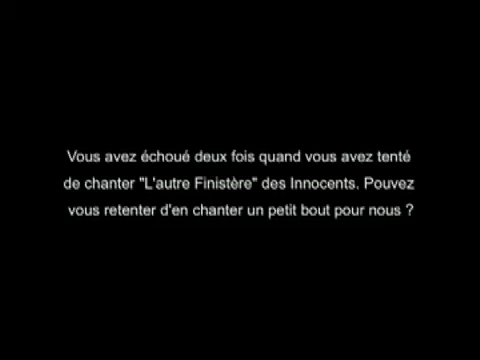 Vous avez échoué deux fois quand vous avez tenté
de chanter "L'autre Finistère" des Innocents. Pouvez
vous retenter d'en chanter un petit bout pour nous ?